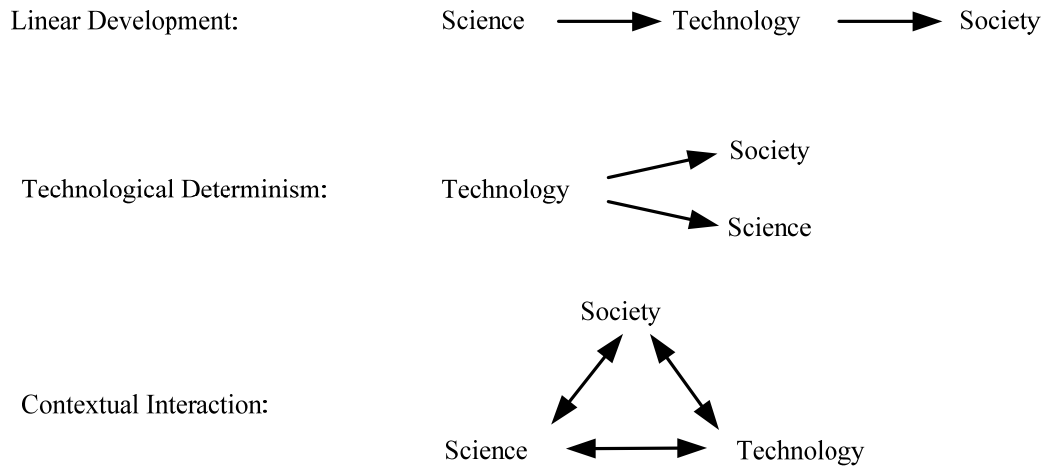 Linear Development: Science Technology Society
Society
Technological Determinism: Technology
Science
Society
Contextual Interaction:
Science Technology